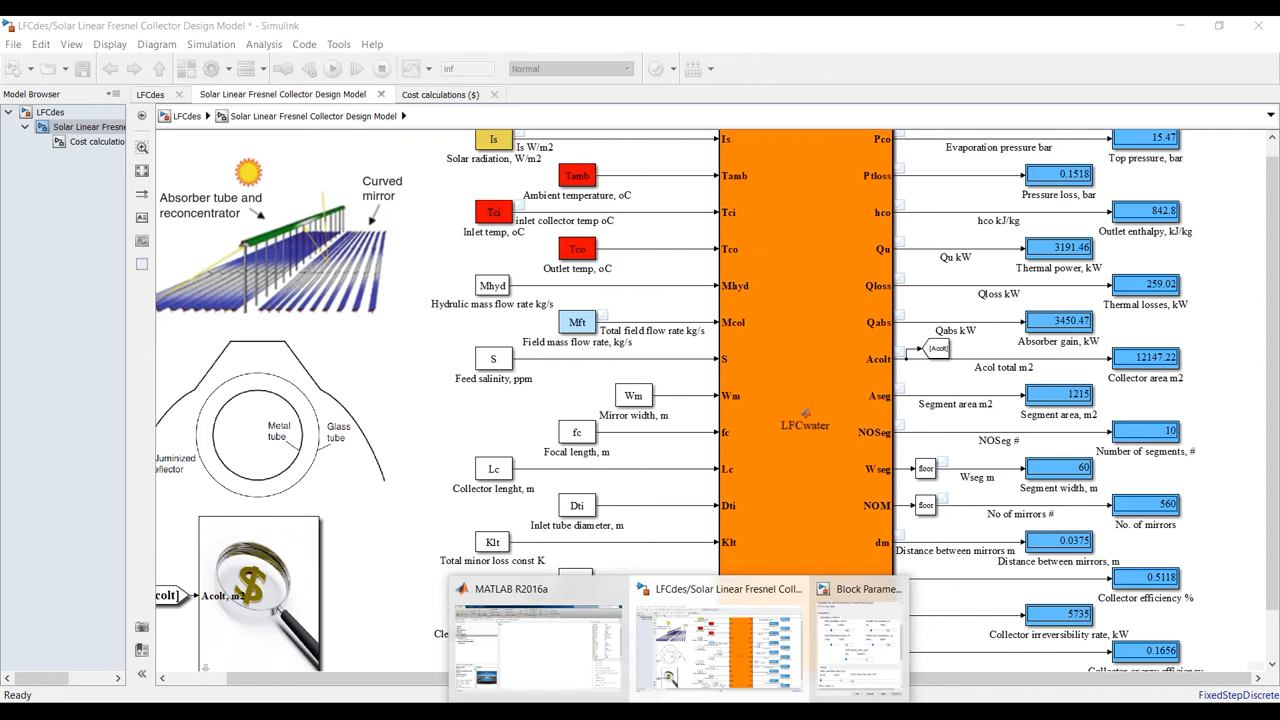 LFCdes/Solar Linear Fresnel Collector Design Model * - Simulink
File Edit View Display Diagram Simulation Analysis Code Tools Help
inf Normal
Model Browser
LFCdes Solar Linear Fresnel Collector Design Model Cost calculations ($)
LFCdes
LFCdes Solar Linear Fresnel Collector Design Model
Solar Linear Fresne
Cost calculatio
Is Is W/m2 Is Pco Evaporation pressure bar 15.47
Solar radiation, W/m2 Top pressure, bar
Tamb Tamb Ptloss 0.1518
Ambient temperature, oC Pressure loss, bar
Tci inlet collector temp oC Tci hco hco kJ/kg 842.8
Inlet temp, oC Outlet enthalpy, kJ/kg
Tco Tco Qu Qu kW 3191.46
Outlet temp, oC Thermal power, kW
Mhyd Mhyd Qloss Qloss kW 259.02
Hydraulic mass flow rate kg/s Thermal losses, kW
Mft Total field flow rate kg/s Mcol Qabs Qabs kW 3450.47
Field mass flow rate, kg/s Absorber gain, kW
[Acolt]
S S Acolt Acol total m2 12147.22
Feed salinity, ppm Collector area m2
Wm Wm Aseg Segment area m2 1215
Mirror width, m Segment area, m2
LFCwater
fc fc NOSeg NOSeg # 10
Focal length, m Number of segments, #
Lc Lc Wseg floor Wseg m 60
Collector lenght, m Segment width, m
Dti Dti NOM floor No of mirrors # 560
Inlet tube diameter, m No. of mirrors
Klt Klt dm Distance between mirrors m 0.0375
Total minor loss const K Distance between mirrors, m
0.5118
Collector efficiency %
5735
Collector irreversibility rate, kW
0.1656
Absorber tube and
reconcentrator
Curved
mirror
Metal
tube
Glass
tube
olt] Acolt, m2
$
MATLAB R2016a LFCdes/Solar Linear Fresnel Coll... Block Parame...
Ready
FixedStepDiscrete